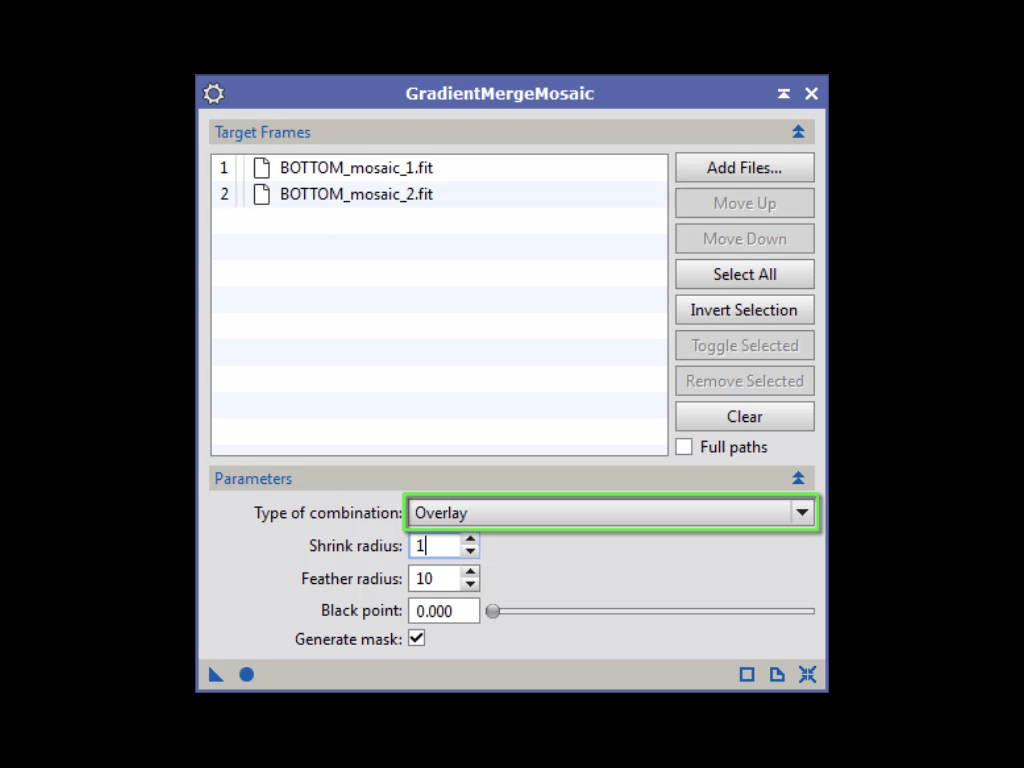 GradientMergeMosaic
Target Frames
1 BOTTOM_mosaic_1.fit
2 BOTTOM_mosaic_2.fit
Add Files...
Move Up
Move Down
Select All
Invert Selection
Toggle Selected
Remove Selected
Clear
Full paths
Parameters
Type of combination: Overlay
Shrink radius: 1
Feather radius: 10
Black point: 0.000
Generate mask: